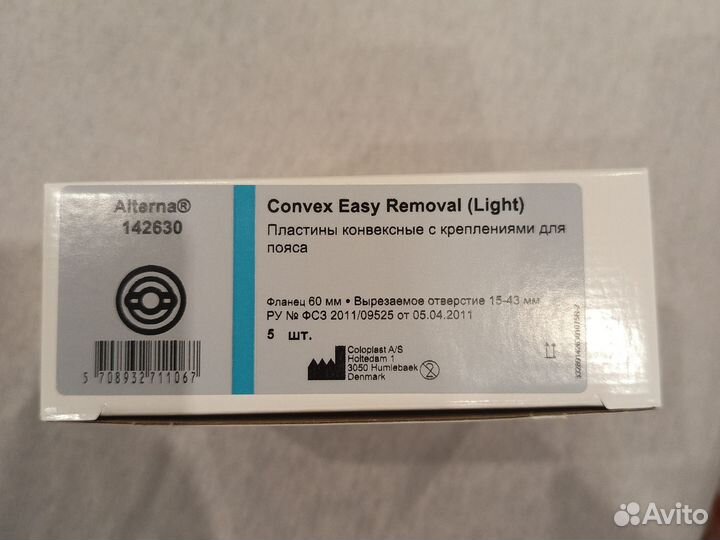 Alterna®
142630
5 708932 711067
Convex Easy Removal (Light)
Пластины конвексные с креплениями для
пояса
Фланец 60 мм • Вырезаемое отверстие 15-43 мм
РУ № ФСЗ 2011/09525 от 05.04.2011
5 шт.
Coloplast A/S
Holtedam 1
3050 Humlebaek
Denmark
Avito